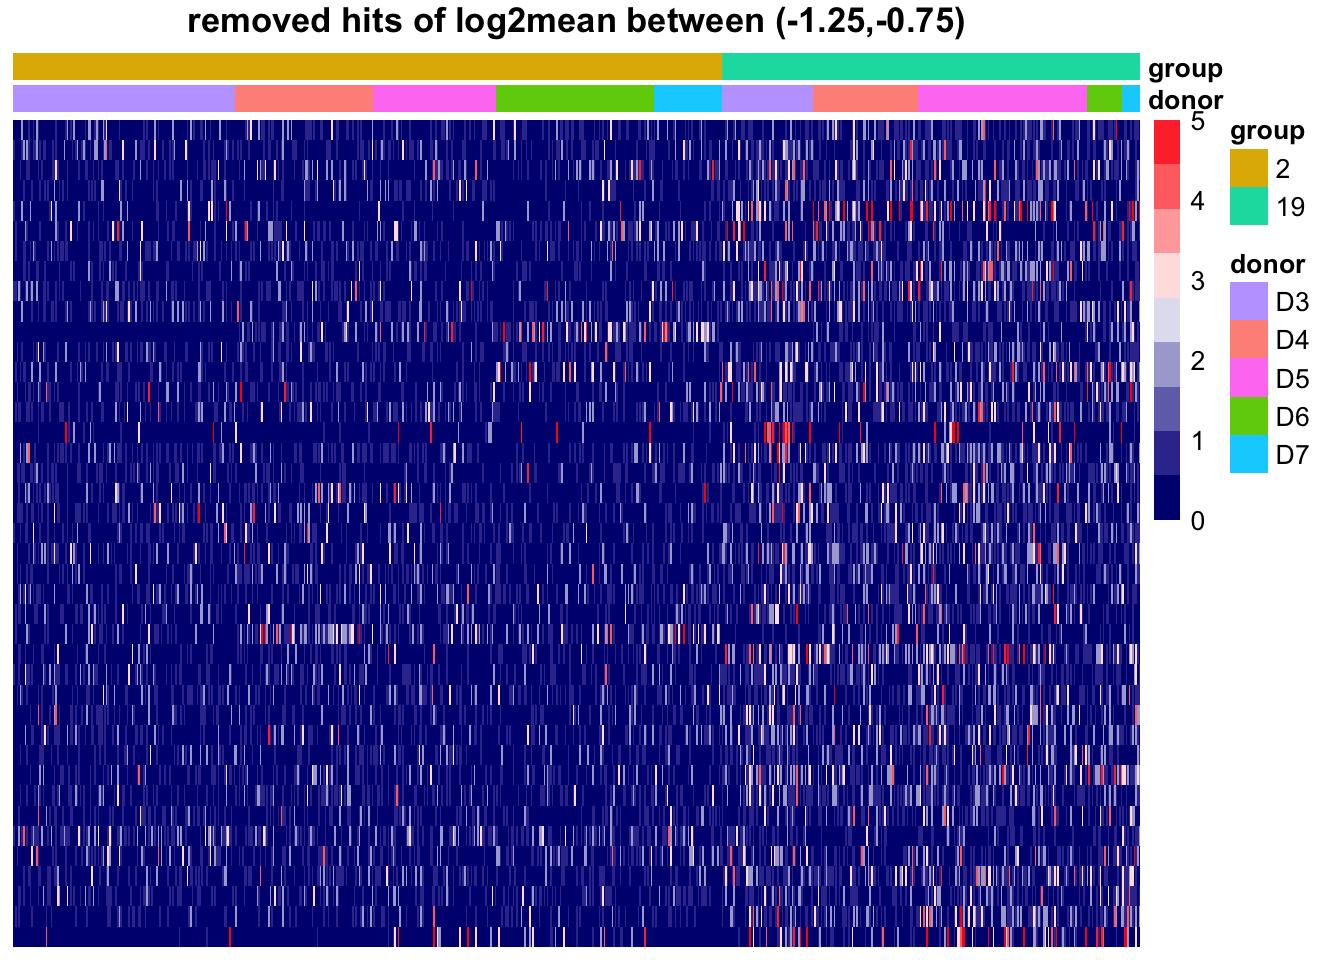 removed hits of log2mean between (-1.25,-0.75)
group
donor
5
4
3
2
1
0
group
2
19
donor
D3
D4
D5
D6
D7